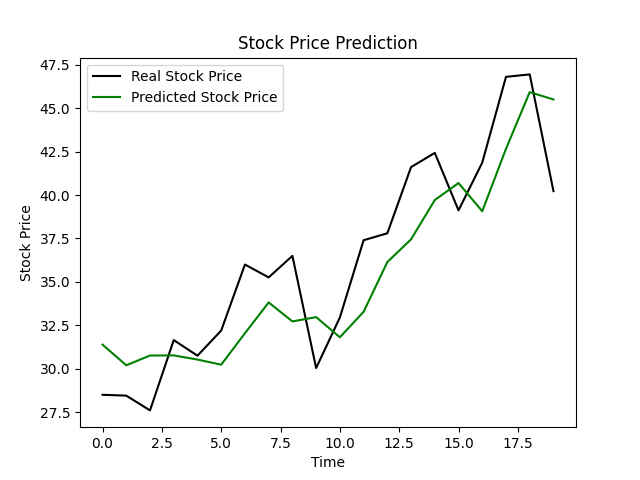 Stock Price Prediction
Real Stock Price
Predicted Stock Price
Stock Price
47.5
45.0
42.5
40.0
37.5
35.0
32.5
30.0
27.5
0.0 2.5 5.0 7.5 10.0 12.5 15.0 17.5
Time